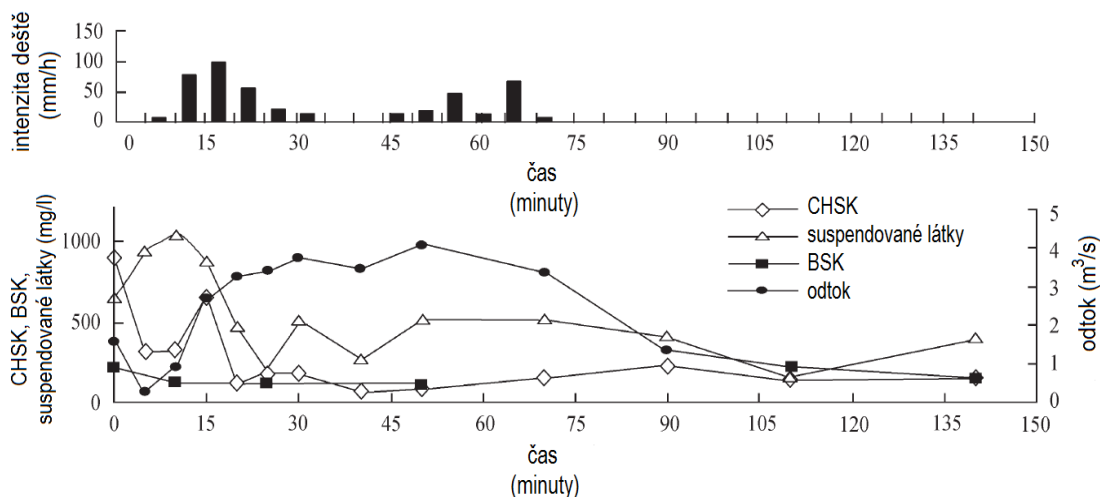 intenzita deště
(mm/h)
150
100
50
0
0 15 30 45 60 75 90 105 120 135 150
čas
(minuty)
CHSK, BSK,
suspendované látky (mg/l)
1000
500
0
0 15 30 45 60 75 90 105 120 135 150
čas
(minuty)
CHSK
suspendované látky
BSK
odtok
5
4
3
2
1
0
odtok (m³/s)